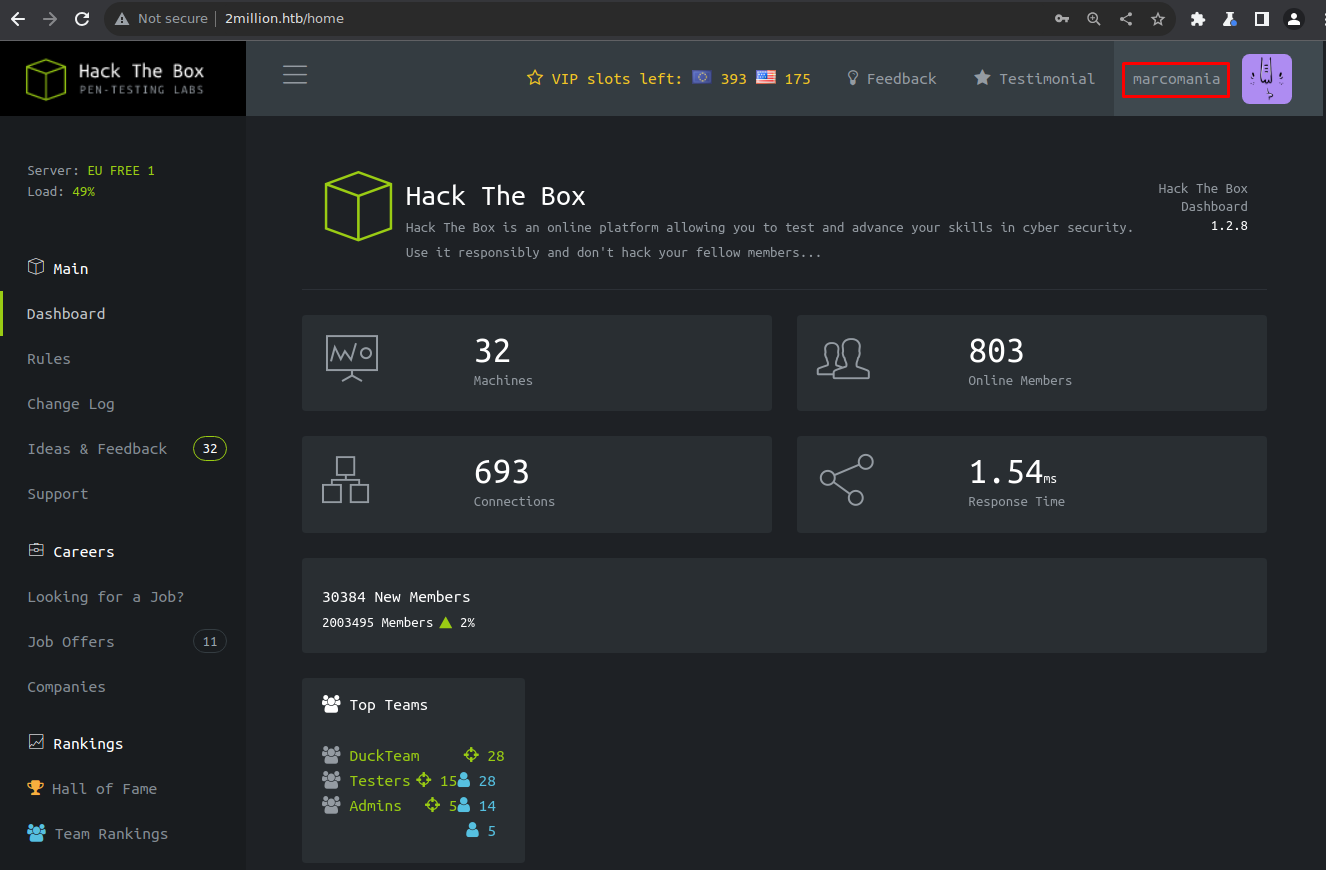 Not secure 2million.htb/home
Hack The Box
PEN-TESTING LABS
VIP slots left: 393 175 Feedback Testimonial marcomania
Server: EU FREE 1
Load: 49%
Main
Dashboard
Rules
Change Log
Ideas & Feedback 32
Support
Careers
Looking for a Job?
Job Offers 11
Companies
Rankings
Hall of Fame
Team Rankings
Hack The Box
Hack The Box is an online platform allowing you to test and advance your skills in cyber security.
Use it responsibly and don't hack your fellow members...
Hack The Box
Dashboard
1.2.8
32
Machines
803
Online Members
693
Connections
1.54ms
Response Time
30384 New Members
2003495 Members 2%
Top Teams
DuckTeam 28
Testers 15 28
Admins 5 14
5